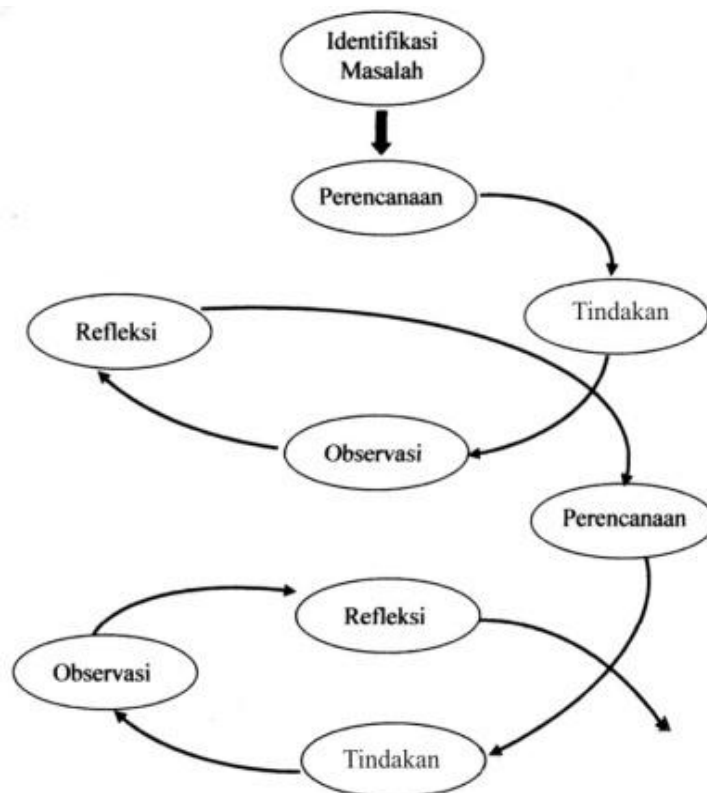 Identifikasi
Masalah
Perencanaan
Tindakan
Refleksi
Observasi
Perencanaan
Refleksi
Observasi
Tindakan